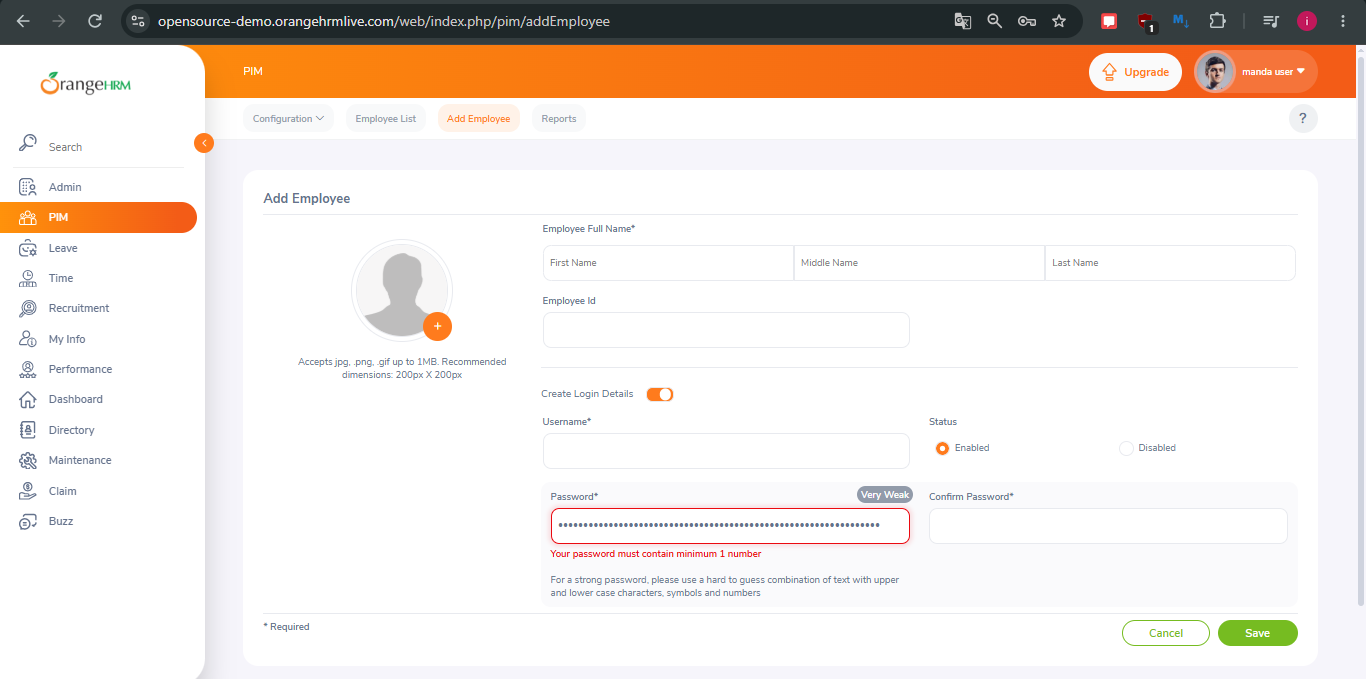 opensource-demo.orangehrmlive.com/web/index.php/pim/addEmployee
1
M↓
i
OrangeHRM
PIM
Upgrade
manda user
Configuration
Employee List
Add Employee
Reports
?
Search
Admin
PIM
Leave
Time
Recruitment
My Info
Performance
Dashboard
Directory
Maintenance
Claim
Buzz
Add Employee
Accepts jpg, .png, .gif up to 1MB. Recommended
dimensions: 200px X 200px
Employee Full Name*
First Name Middle Name Last Name
Employee Id
Create Login Details
Username*
Status
Enabled Disabled
Password*
Very Weak
Confirm Password*
Your password must contain minimum 1 number
For a strong password, please use a hard to guess combination of text with upper
and lower case characters, symbols and numbers
* Required
Cancel
Save